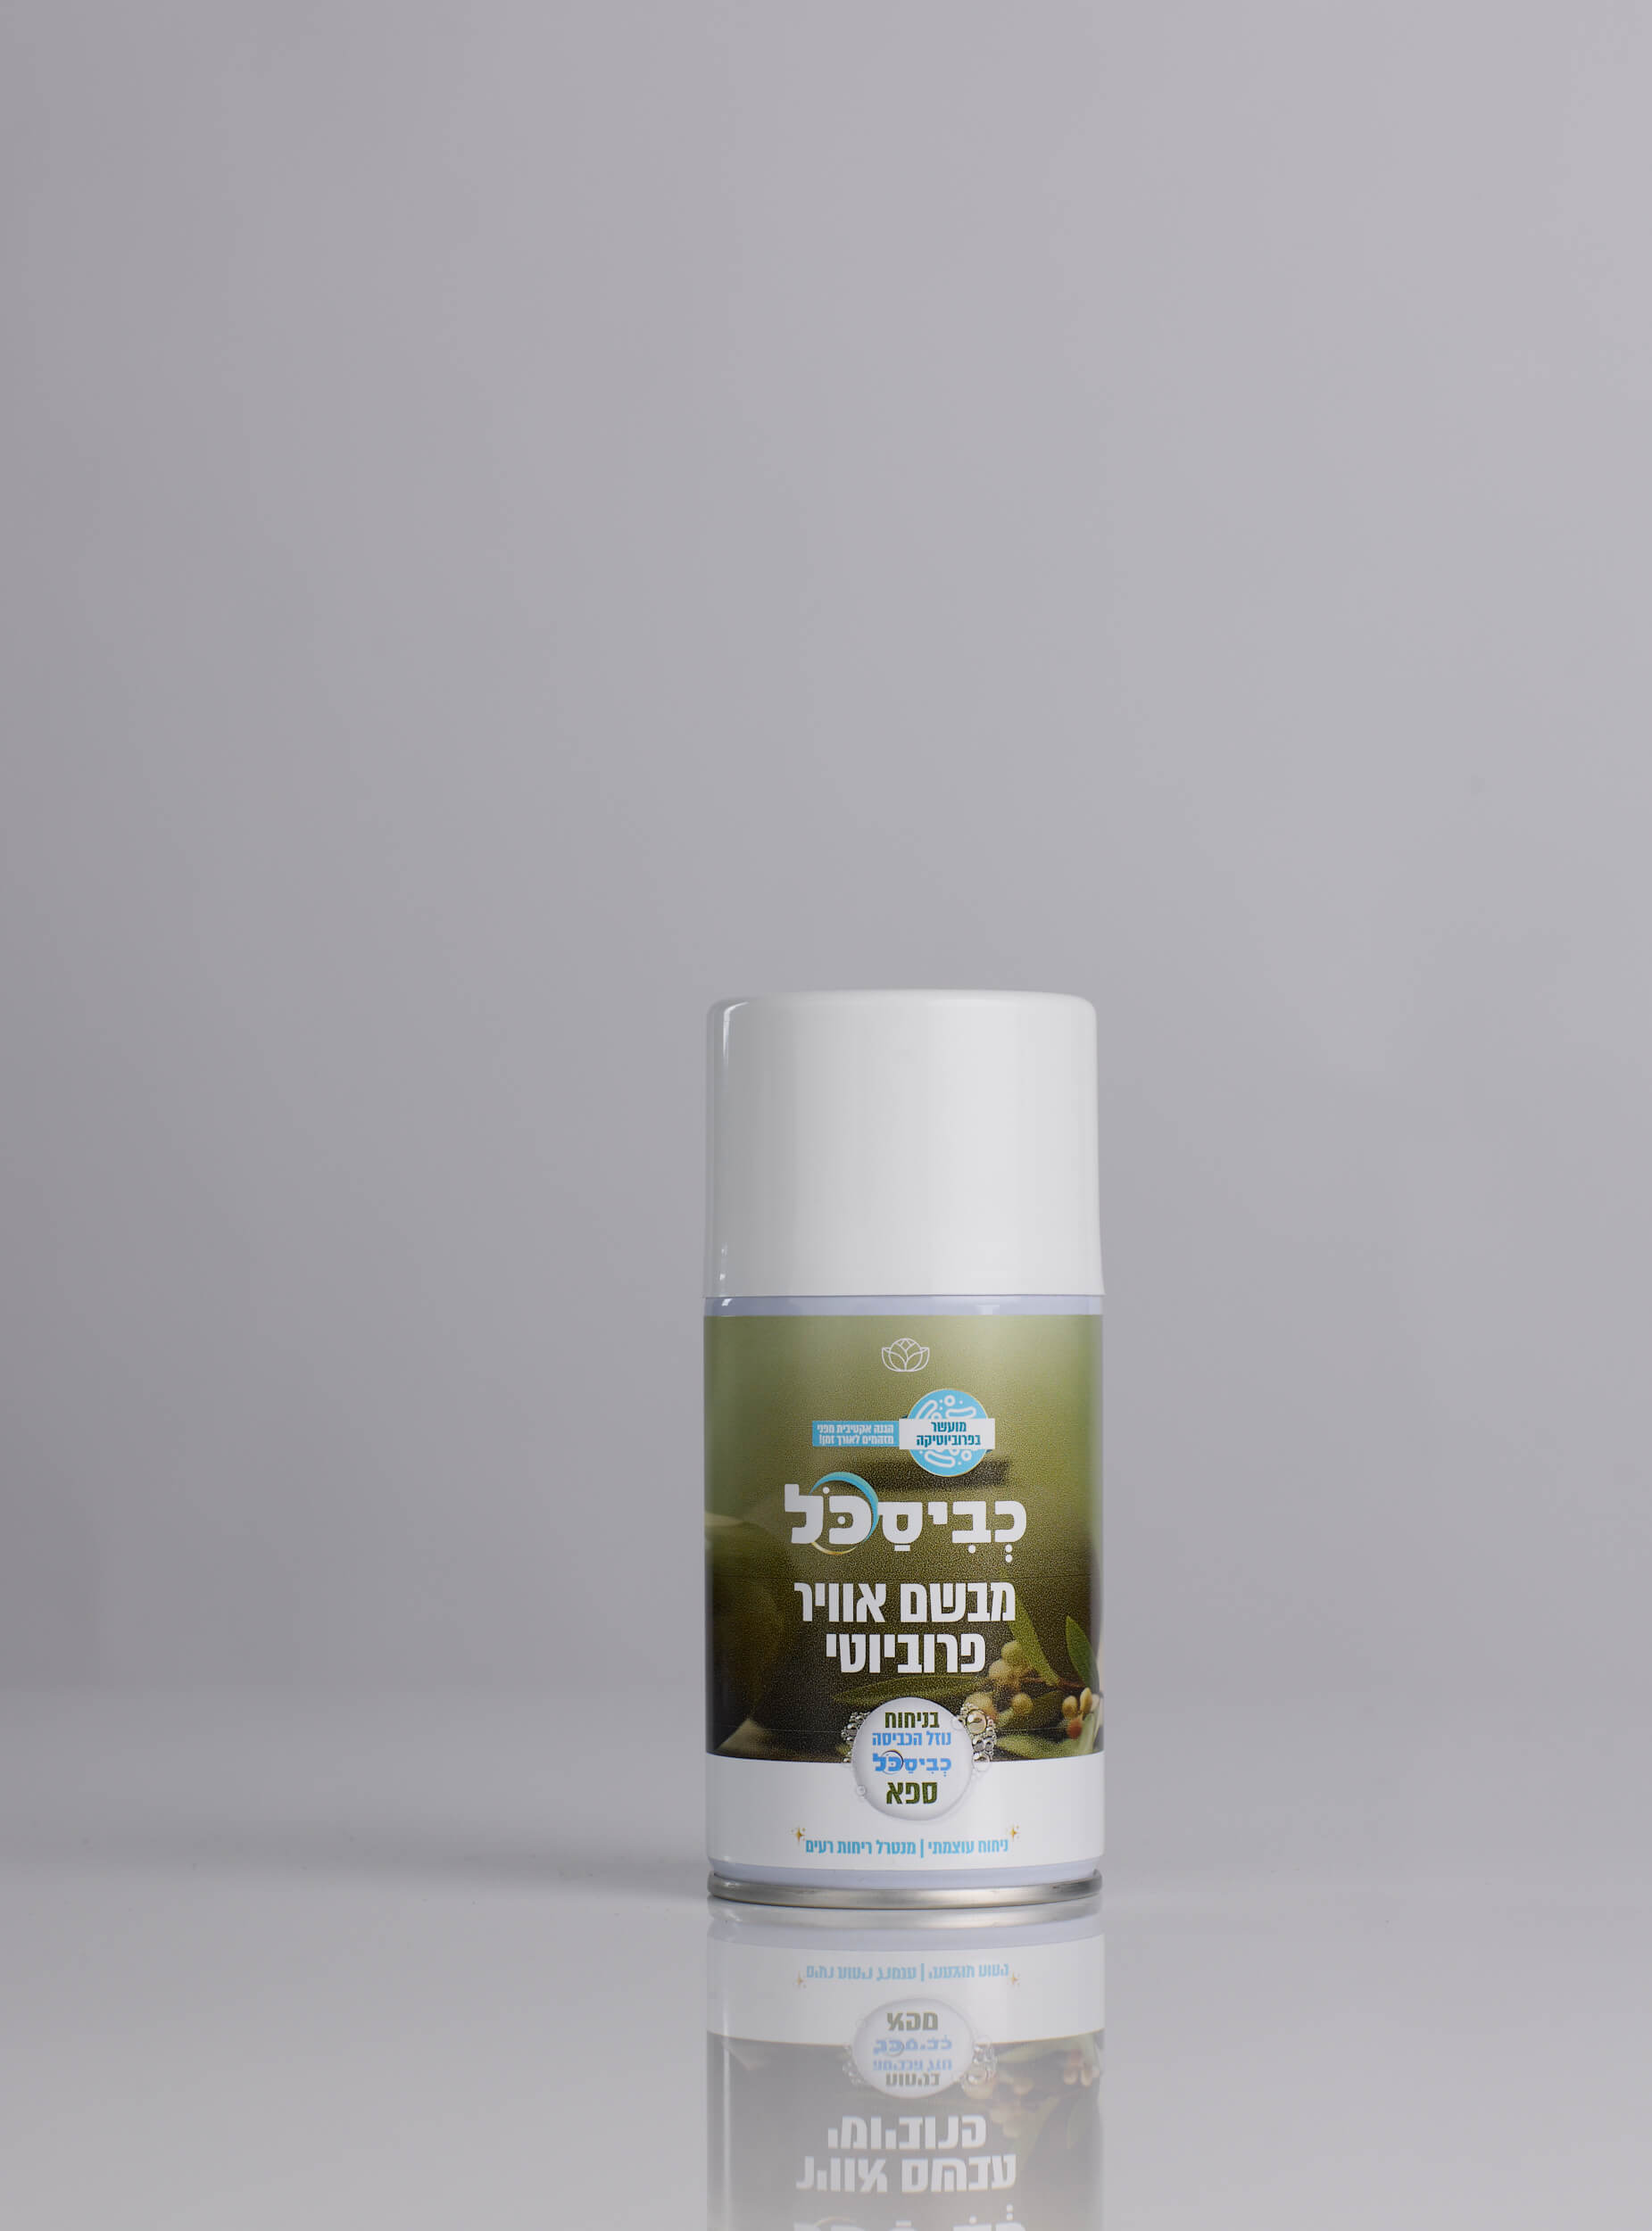 מועשר
בפרוביוטיקה
הגנה אקטיבית מפני
מזהמים לאורך זמן!
כְּבִיסַכֹּל
מבשם אוויר
פרוביוטי
בניחוח
נוזל הכביסה
כְּבִיסַכֹּל
ספא
ניחוח עוצמתי | מנטרל ריחות רעים